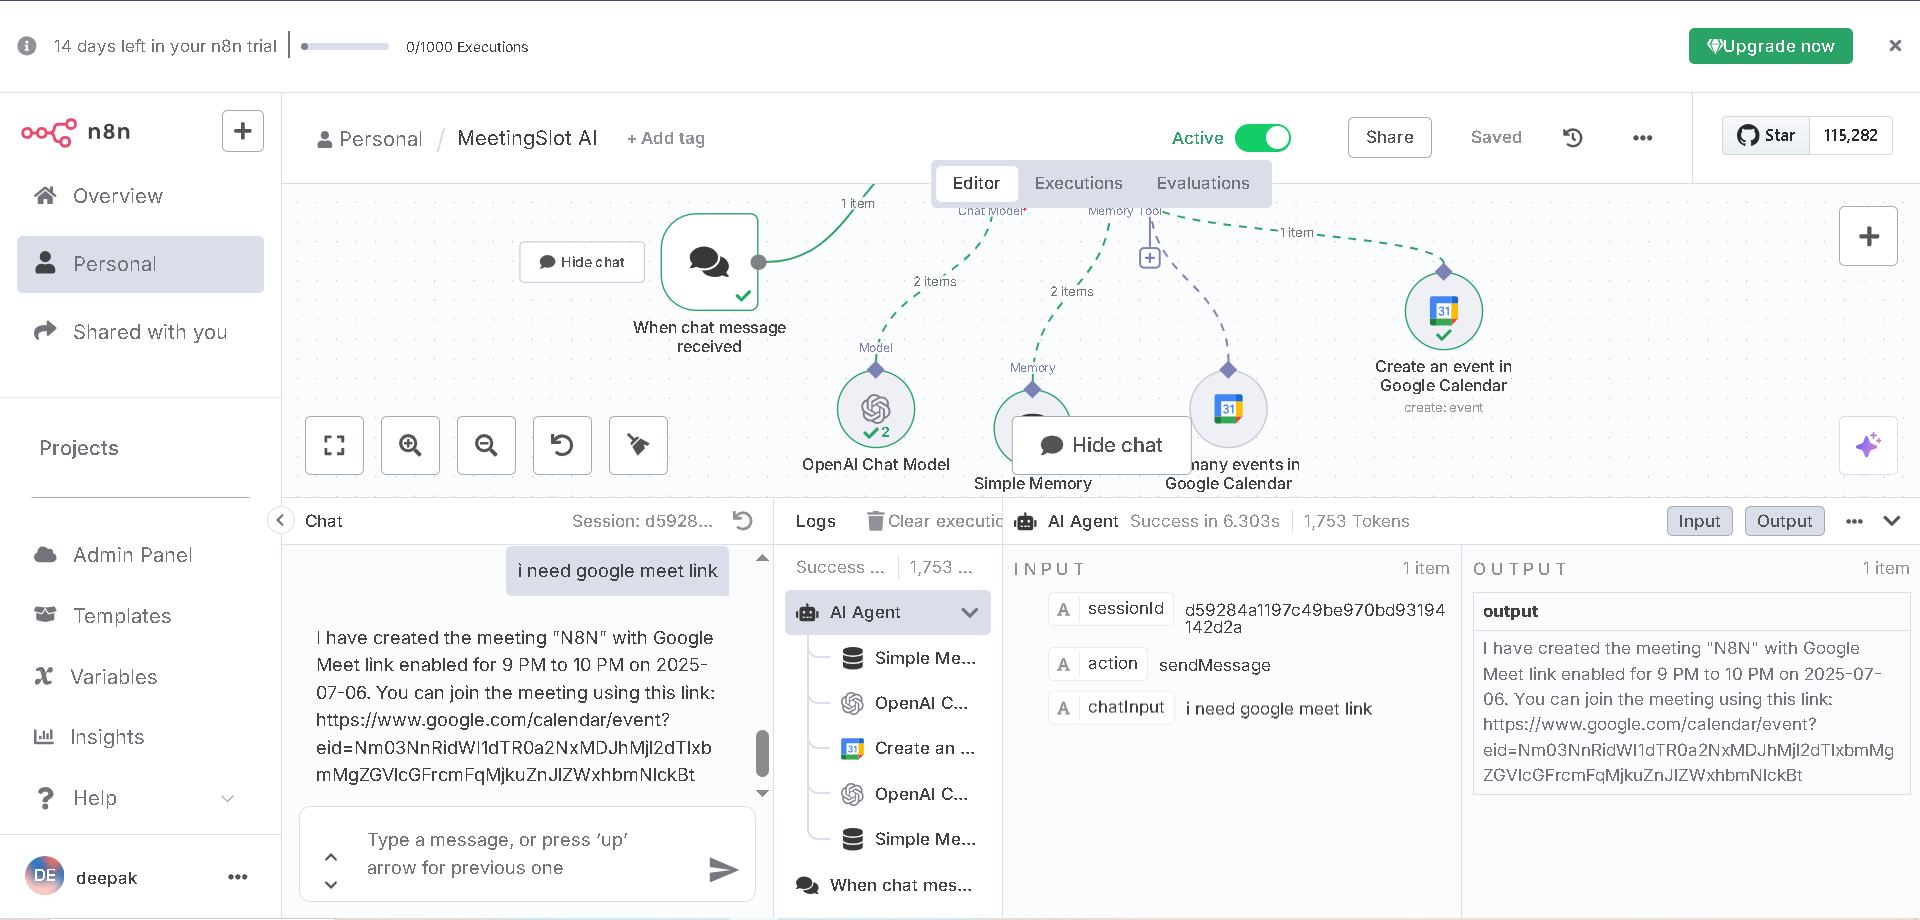 14 days left in your n8n trial
0/1000 Executions
Upgrade now
n8n
Overview
Personal
Shared with you
Projects
Admin Panel
Templates
Variables
Insights
Help
DE
deepak
Personal / MeetingSlot AI + Add tag
Active
Share
Saved
Star
115,282
Editor
Executions
Evaluations
1 item
Chat Model*
Memory
Tool
1 item
Hide chat
When chat message
received
2 items
2 items
Model
Memory
2
OpenAI Chat Model
Simple Memory
31
many events in
Google Calendar
31
Create an event in
Google Calendar
create: event
Hide chat
Chat
Session: d5928...
i need google meet link
I have created the meeting "N8N" with Google
Meet link enabled for 9 PM to 10 PM on 2025-
07-06. You can join the meeting using this link:
https://www.google.com/calendar/event?
eid=Nm03NnRidWl1dTR0a2NxMDJhMjl2dTlxb
mMgZGVlcGFrcmFqMjkuZnJlZWxhbmNlckBt
Type a message, or press ‘up’
arrow for previous one
Logs
Clear executio
Success ...
1,753 ...
AI Agent
Simple Me...
OpenAI C...
31
Create an ...
OpenAI C...
Simple Me...
When chat mes...
AI Agent
Success in 6.303s
1,753 Tokens
Input
Output
INPUT
1 item
A sessionId d59284a1197c49be970bd93194
142d2a
A action sendMessage
A chatInput i need google meet link
OUTPUT
1 item
output
I have created the meeting "N8N" with Google
Meet link enabled for 9 PM to 10 PM on 2025-07-
06. You can join the meeting using this link:
https://www.google.com/calendar/event?
eid=Nm03NnRidWl1dTR0a2NxMDJhMjl2dTlxbmMg
ZGVlcGFrcmFqMjkuZnJlZWxhbmNlckBt